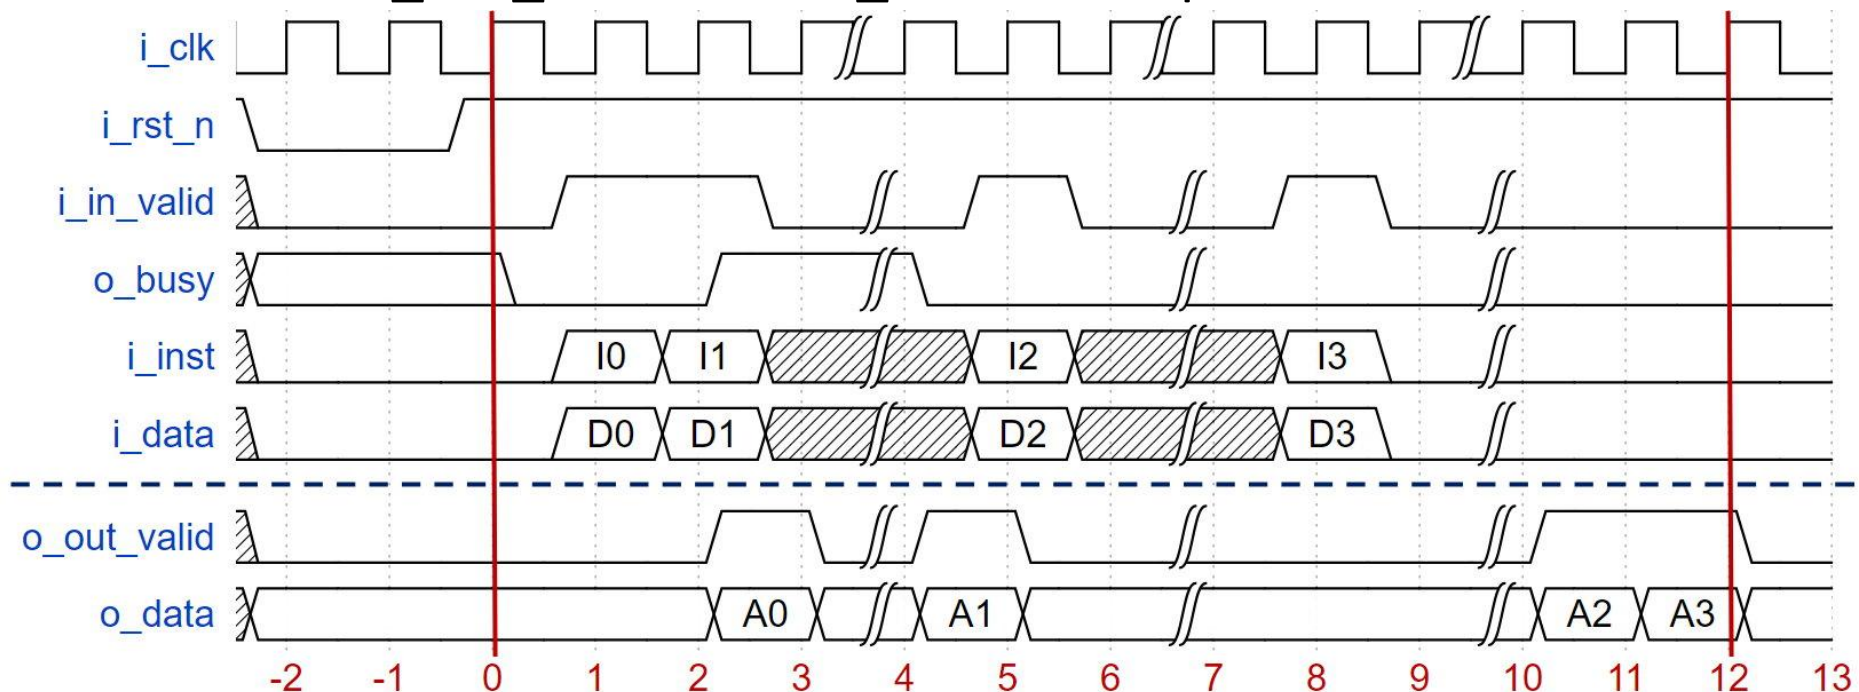 i_clk
i_rst_n
i_in_valid
o_busy
i_inst I0 I1 I2 I3
i_data D0 D1 D2 D3
o_out_valid
o_data A0 A1 A2 A3
-2 -1 0 1 2 3 4 5 6 7 8 9 10 11 12 13